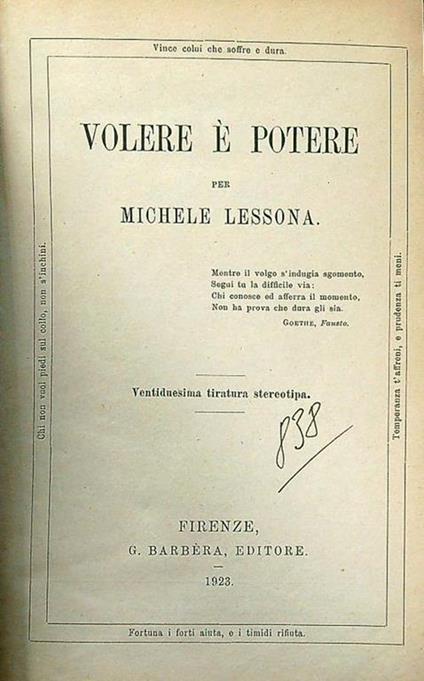 Vince colui che soffre e dura.
Chi non vuol piedi sul collo, non s'inchini.
VOLERE È POTERE
PER
MICHELE LESSONA.
Mentre il volgo s'indugia sgomento,
Segui tu la difficile via:
Chi conosce ed afferra il momento,
Non ha prova che dura gli sia.
GOETHE, Fausto.
Ventiduesima tiratura stereotipa.
838
FIRENZE,
G. BARBÈRA, EDITORE.
1923.
Temperanza t'affreni, e prudenza ti meni.
Fortuna i forti aiuta, e i timidi rifiuta.